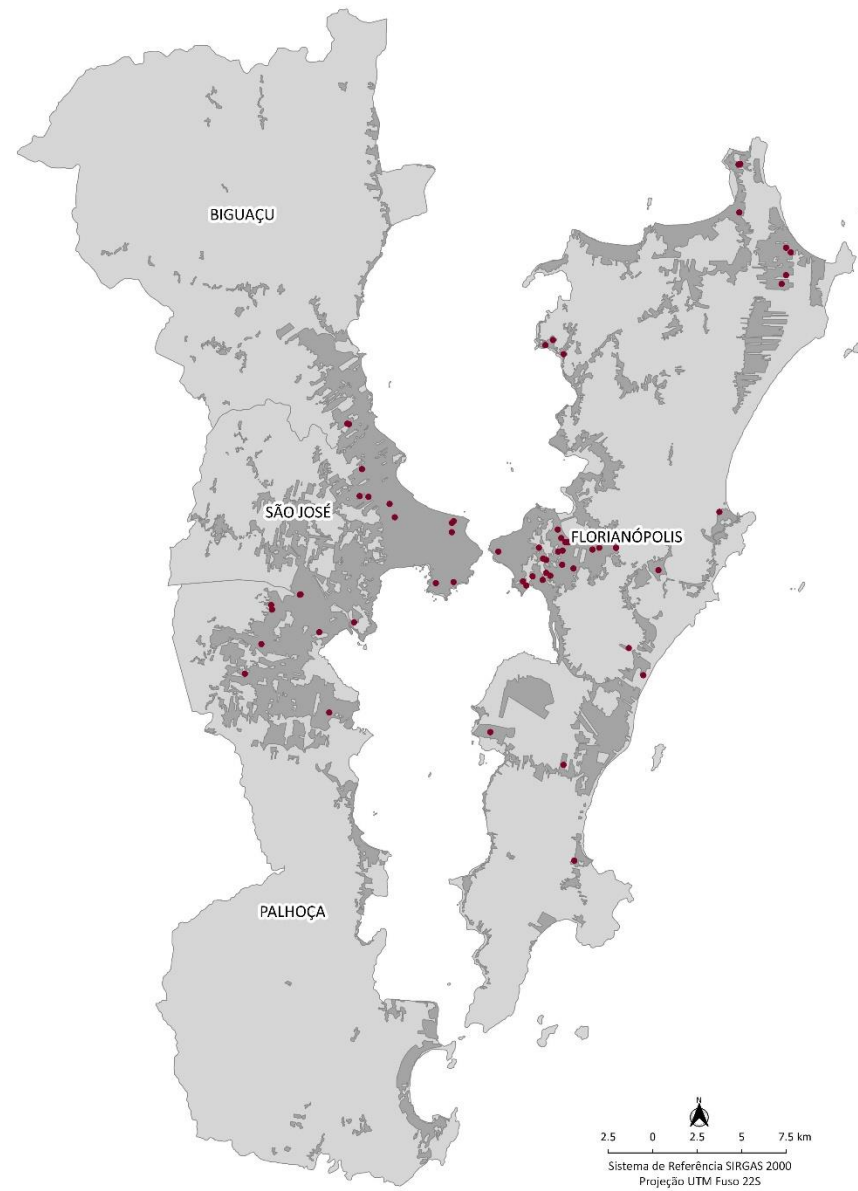 BIGUAÇU
SÃO JOSÉ
FLORIANÓPOLIS
PALHOÇA
N
2.5 0 2.5 5 7.5 km
Sistema de Referência SIRGAS 2000
Projeção UTM Fuso 22S